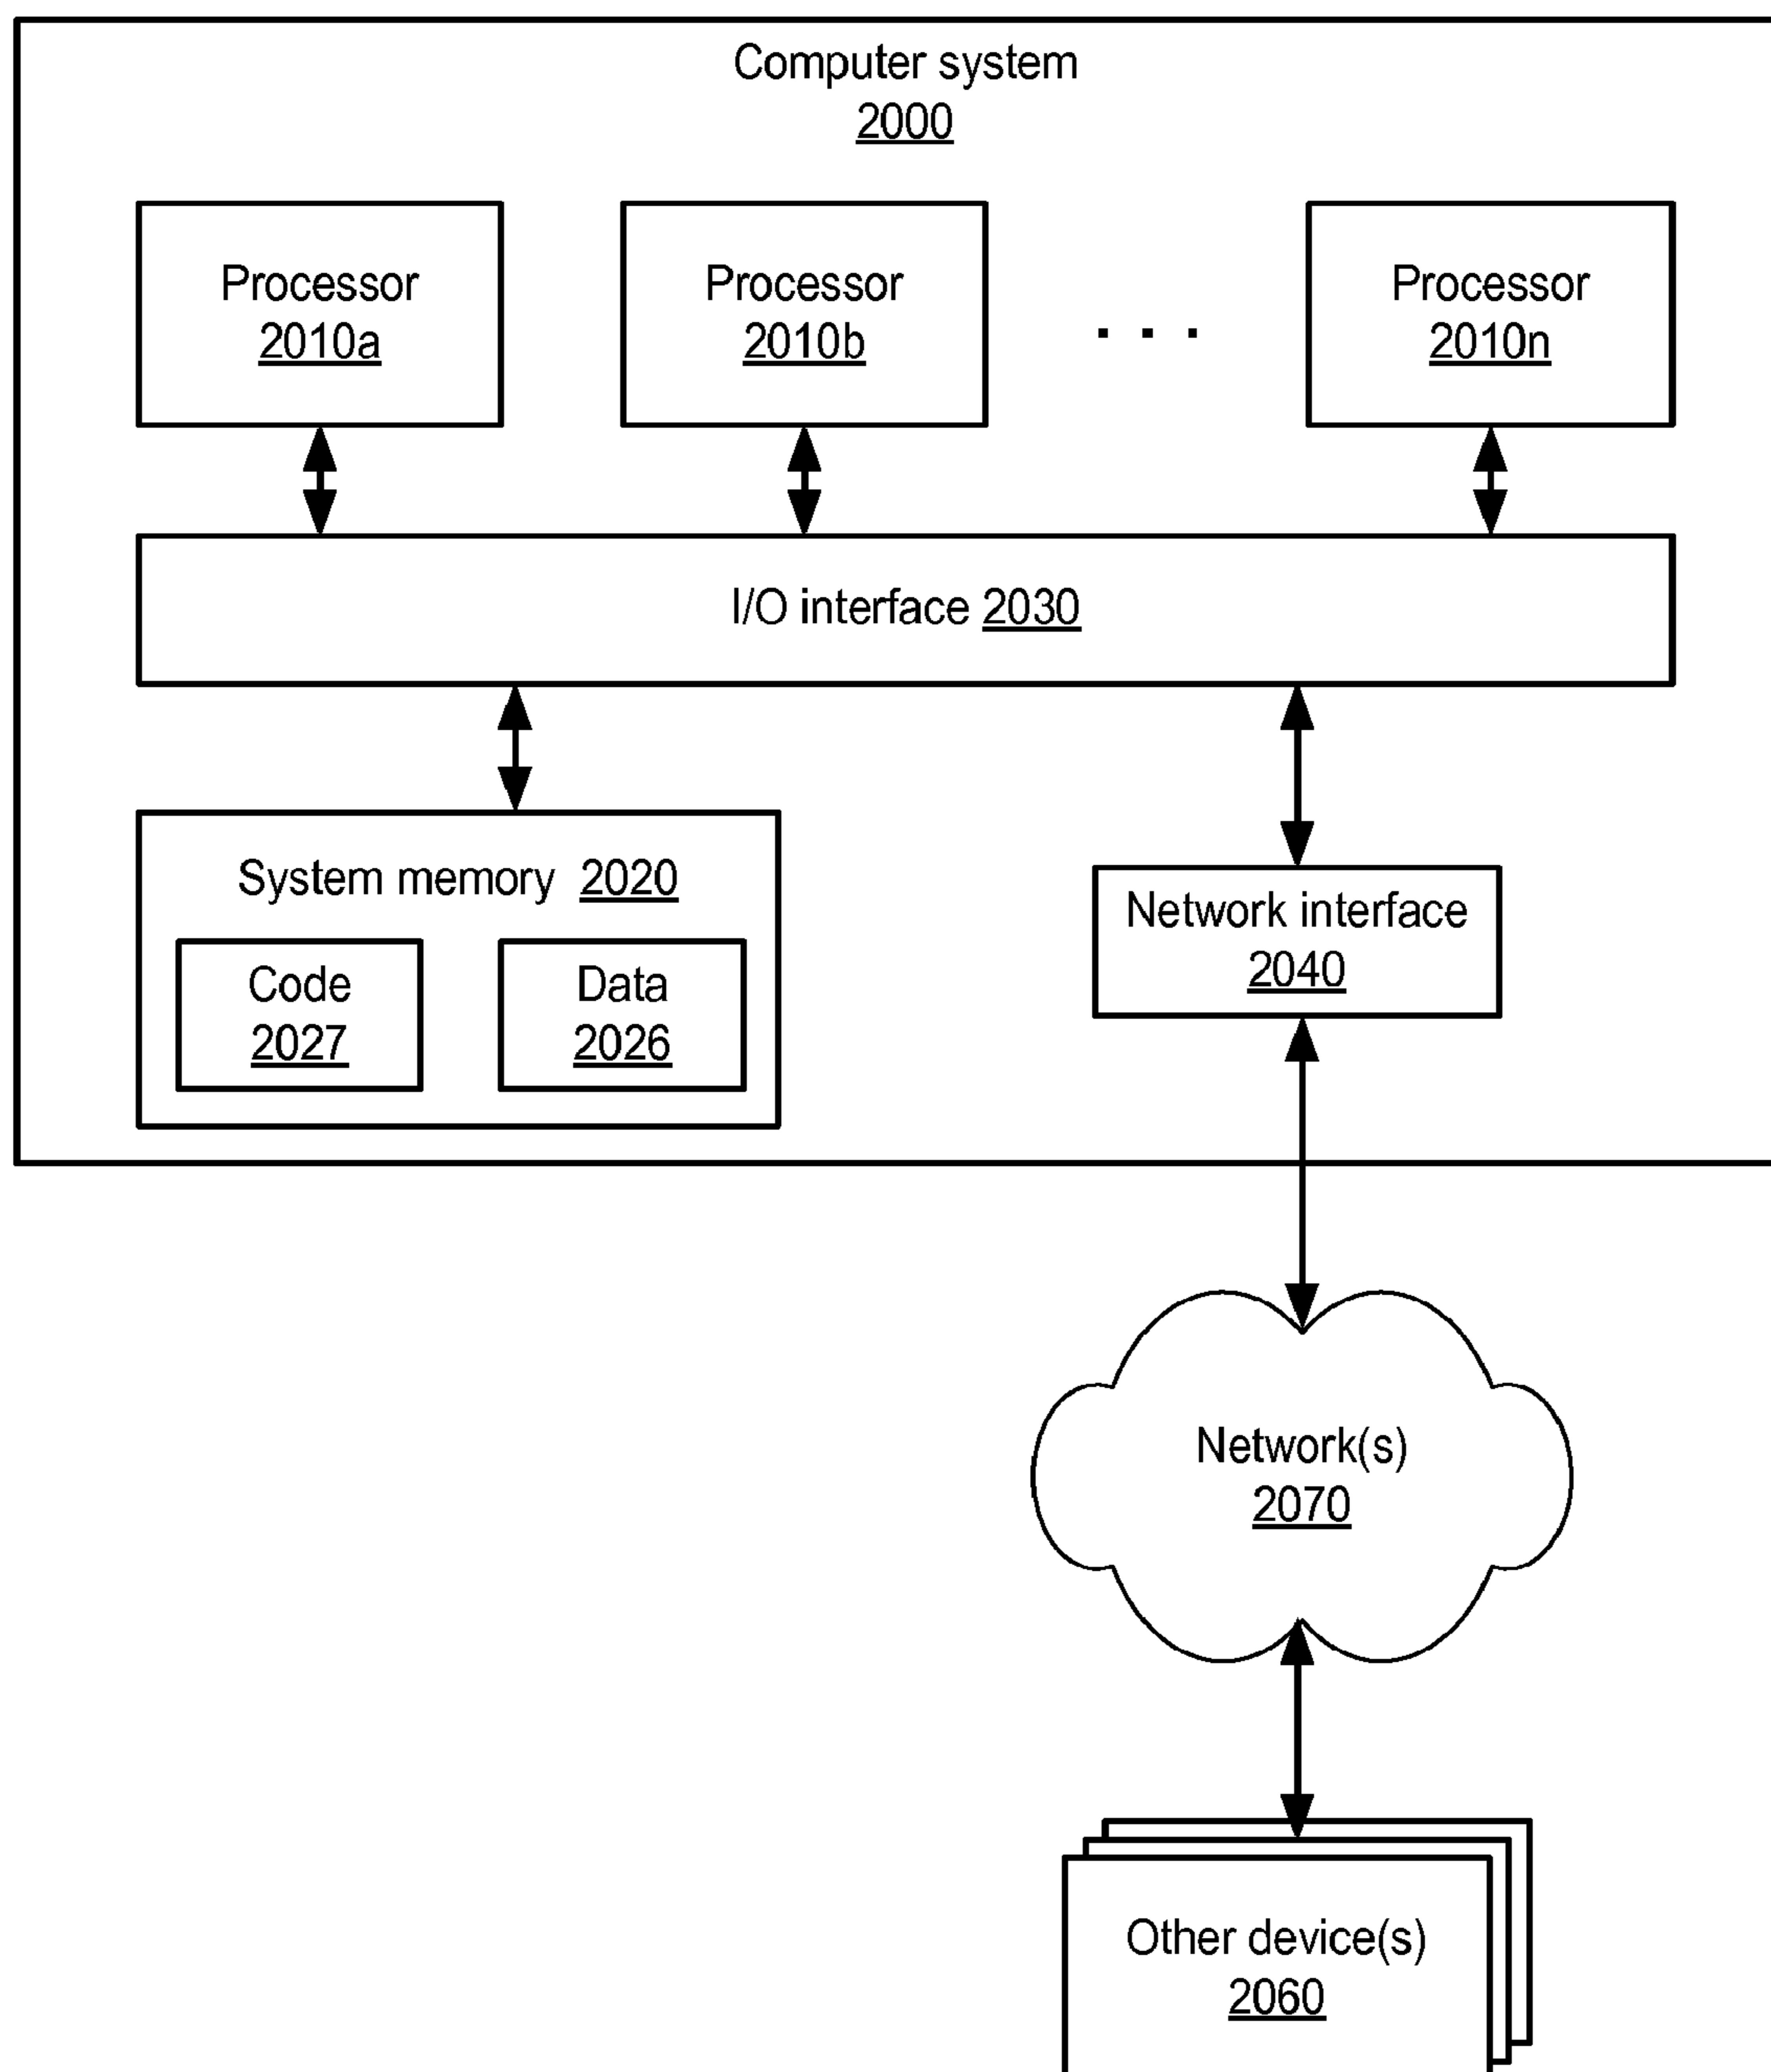 Computer system
2000
Processor
2010a
Processor
2010b
. . .
Processor
2010n
I/O interface 2030
System memory 2020
Code
2027
Data
2026
Network interface
2040
Network(s)
2070
Other device(s)
2060